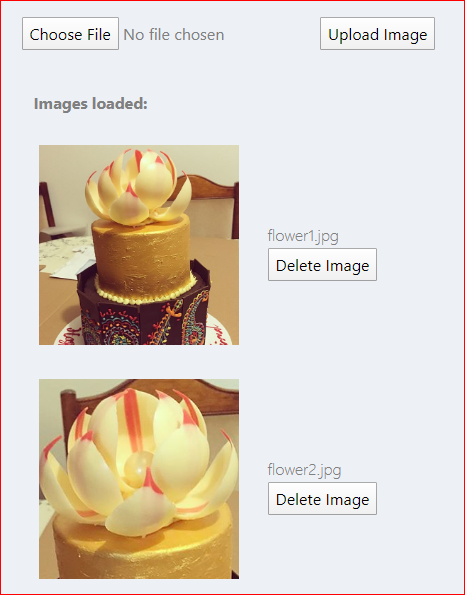 Choose File No file chosen Upload Image
Images loaded:
flower1.jpg
Delete Image
flower2.jpg
Delete Image